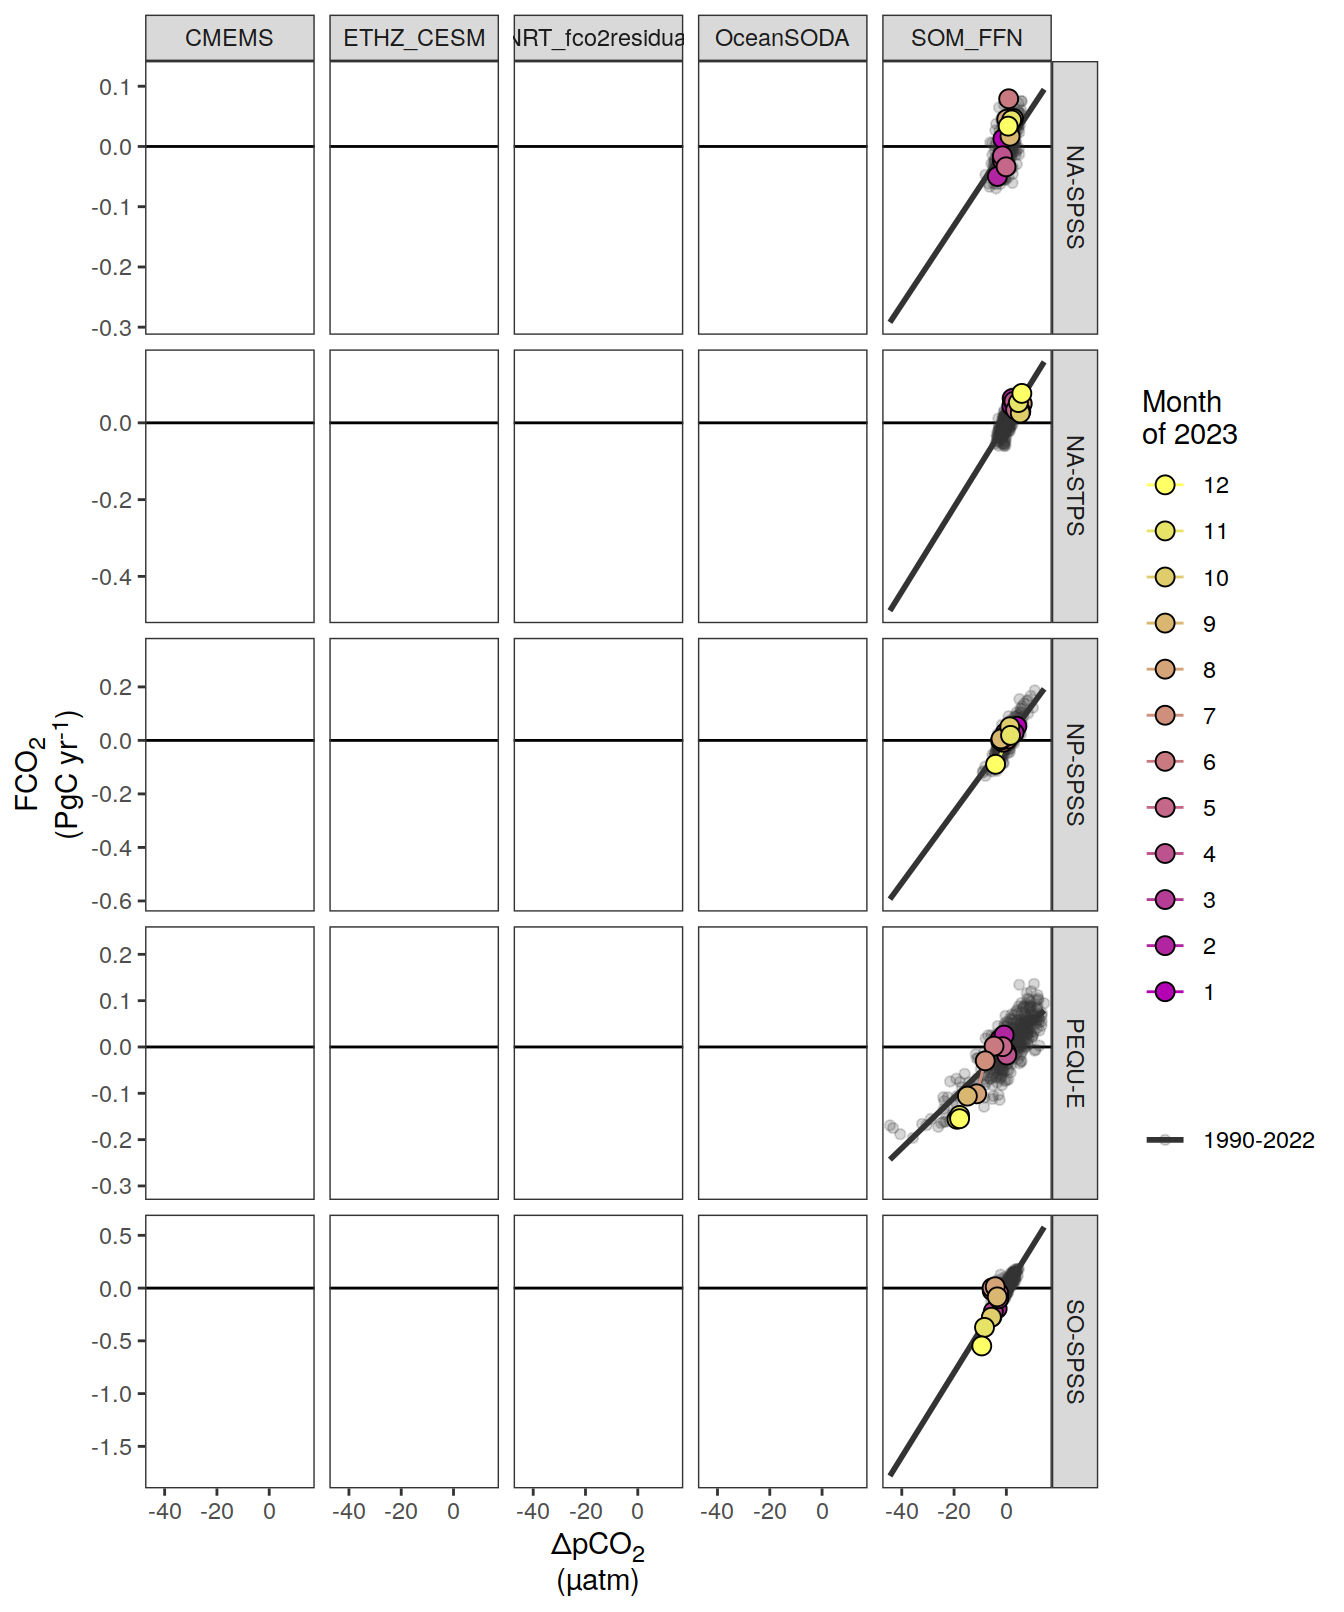 CMEMS ETHZ_CESM NRT_fco2residua OceanSODA SOM_FFN
0.1
0.0
-0.1
-0.2
-0.3
NA-SPSS
0.0
-0.2
-0.4
NA-STPS
0.2
0.0
-0.2
-0.4
-0.6
NP-SPSS
0.2
0.1
0.0
-0.1
-0.2
-0.3
PEQU-E
0.5
0.0
-0.5
-1.0
-1.5
SO-SPSS
-40 -20 0 -40 -20 0 -40 -20 0 -40 -20 0 -40 -20 0
ΔpCO₂
(µatm)
FCO₂
(PgC yr⁻¹)
Month
of 2023
12
11
10
9
8
7
6
5
4
3
2
1
1990-2022